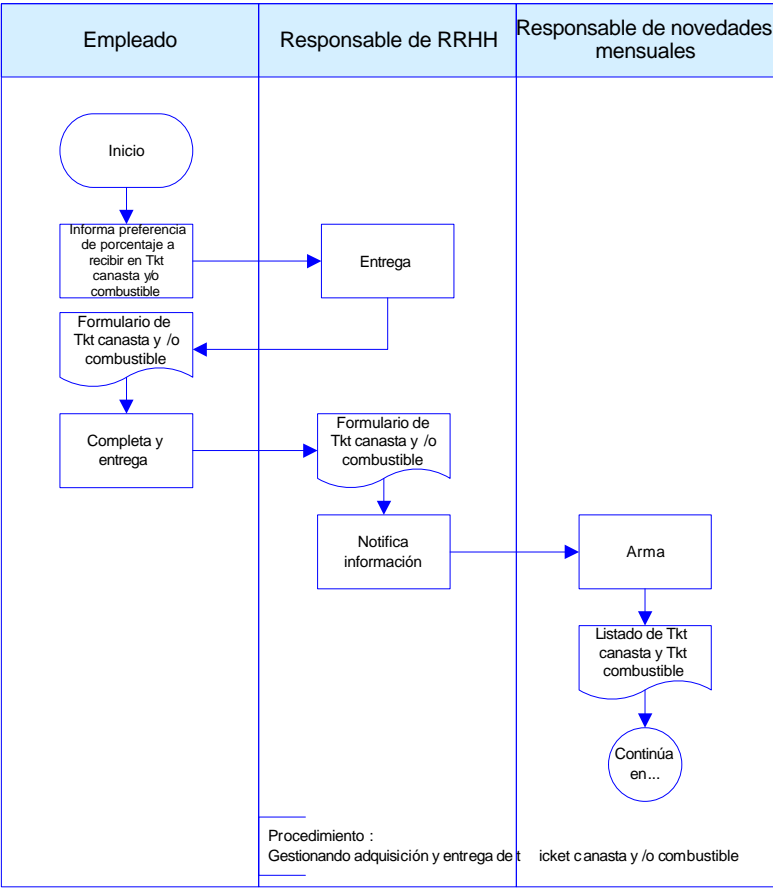 Empleado
Responsable de RRHH
Responsable de novedades
mensuales
Inicio
Informa preferencia
de porcentaje a
recibir en Tkt
canasta y/o
combustible
Entrega
Formulario de
Tkt canasta y /o
combustible
Completa y
entrega
Formulario de
Tkt canasta y /o
combustible
Notifica
información
Arma
Listado de Tkt
canasta y Tkt
combustible
Continúa
en...
Procedimiento :
Gestionando adquisición y entrega de t icket canasta y /o combustible